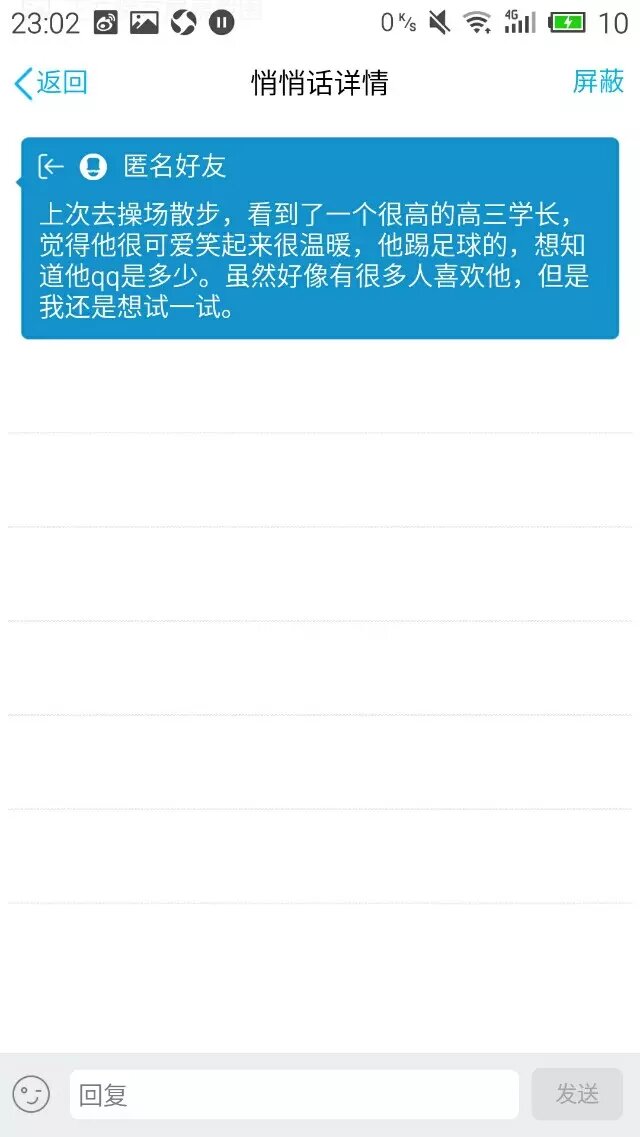 23:02
0 K/s
4G
10
返回
悄悄话详情
屏蔽
匿名好友
上次去操场散步，看到了一个很高的高三学长，
觉得他很可爱笑起来很温暖，他踢足球的，想知
道他qq是多少。虽然好像有很多人喜欢他，但是
我还是想试一试。
回复
发送